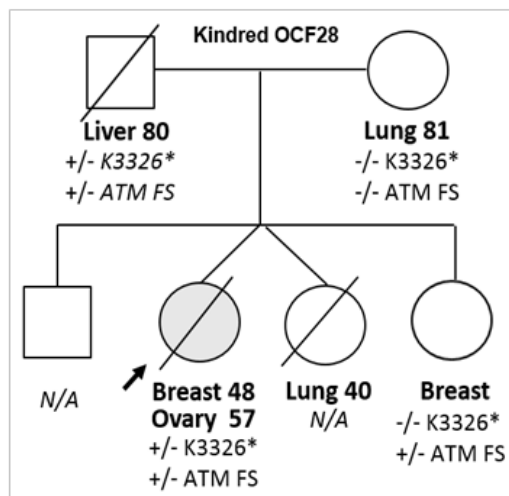 Kindred OCF28
Liver 80
+/- K3326*
+/- ATM FS
Lung 81
-/- K3326*
-/- ATM FS
N/A
Breast 48
Ovary 57
+/- K3326*
+/- ATM FS
Lung 40
N/A
Breast
-/- K3326*
+/- ATM FS